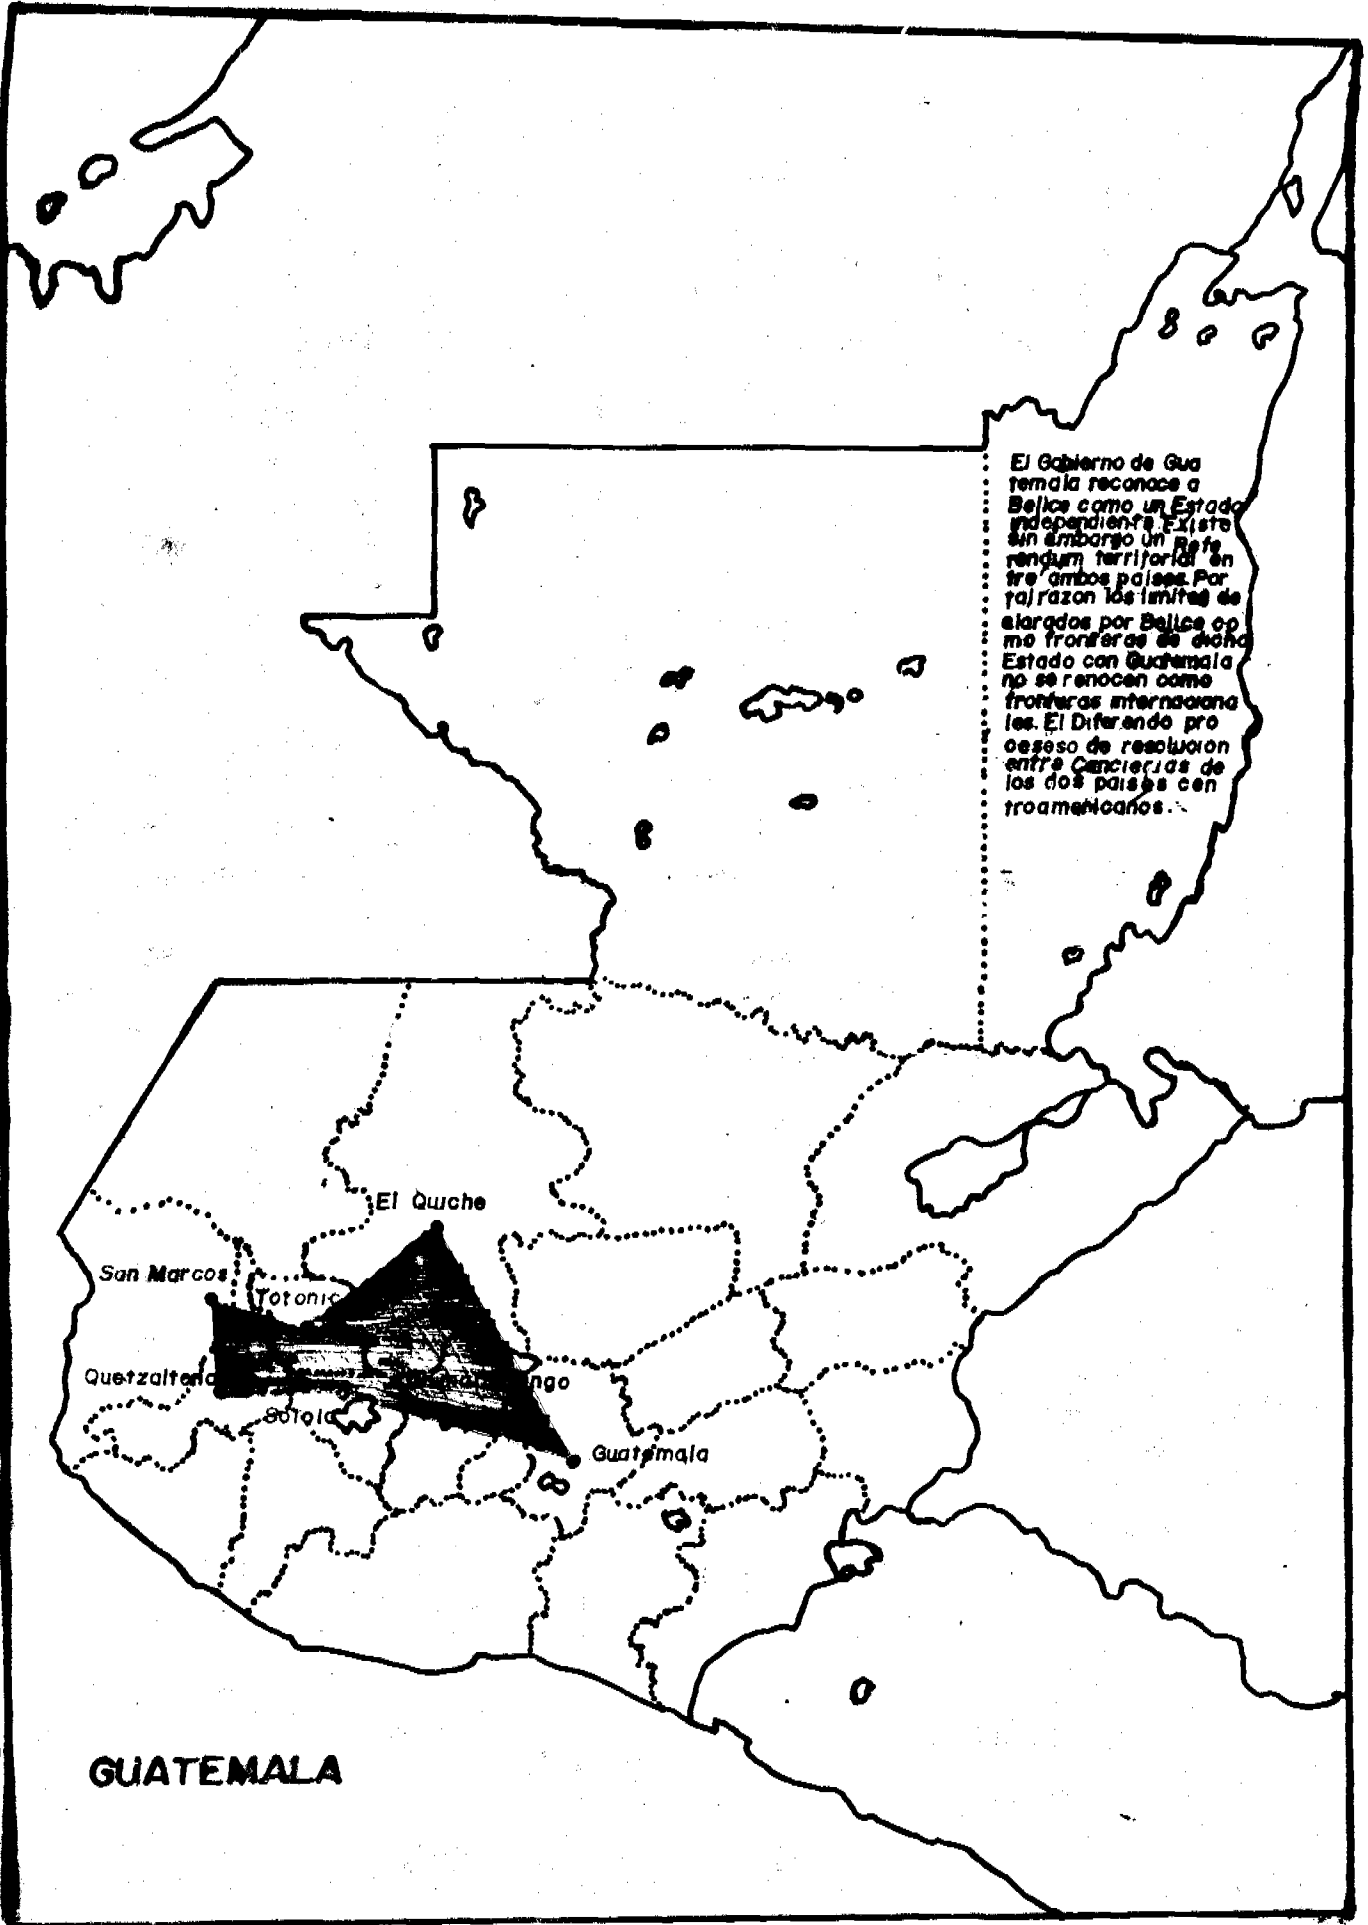 El Gobierno de Gua
temala reconoce a
Belice como un Estado
independiente. Existe
sin embargo un Refe
rendum territorial en
tre ambos paises. Por
tal razon los limites de
clarados por Belice co
mo fronteras de dicho
Estado con Guatemala
no se renocen como
fronteras internaciona
les. El Diferendo pro
ceseso de resolucion
entre Cancierias de
los dos paises cen
troamericanos.
El Quiche
San Marcos
Totonic
Quetzaltena
ngo
Solola
Guatemala
GUATEMALA